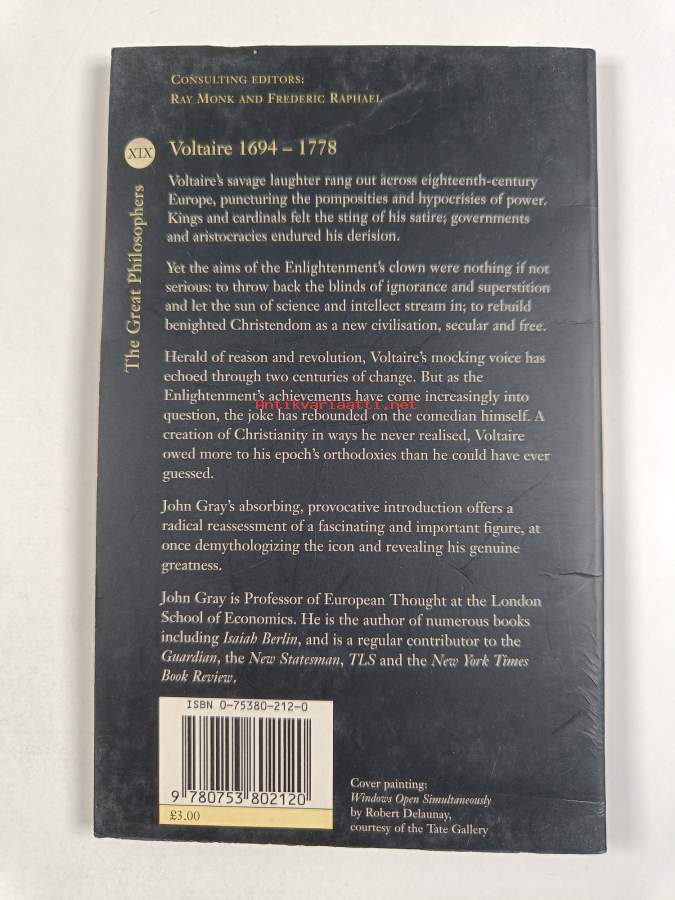 CONSULTING EDITORS:
RAY MONK AND FREDERIC RAPHAEL
XIX
The Great Philosophers
Voltaire 1694 – 1778
Voltaire's savage laughter rang out across eighteenth-century
Europe, puncturing the pomposities and hypocrisies of power.
Kings and cardinals felt the sting of his satire; governments
and aristocracies endured his derision.
Yet the aims of the Enlightenment's clown were nothing if not
serious: to throw back the blinds of ignorance and superstition
and let the sun of science and intellect stream in; to rebuild
benighted Christendom as a new civilisation, secular and free.
Herald of reason and revolution, Voltaire's mocking voice has
echoed through two centuries of change. But as the
Enlightenment's achievements have come increasingly into
Antikvariaatti.net
question, the joke has rebounded on the comedian himself. A
creation of Christianity in ways he never realised, Voltaire
owed more to his epoch's orthodoxies than he could have ever
guessed.
John Gray's absorbing, provocative introduction offers a
radical reassessment of a fascinating and important figure, at
once demythologizing the icon and revealing his genuine
greatness.
John Gray is Professor of European Thought at the London
School of Economics. He is the author of numerous books
including Isaiah Berlin, and is a regular contributor to the
Guardian, the New Statesman, TLS and the New York Times
Book Review.
ISBN 0-75380-212-0
9 780753 802120
£3.00
Cover painting:
Windows Open Simultaneously
by Robert Delaunay,
courtesy of the Tate Gallery